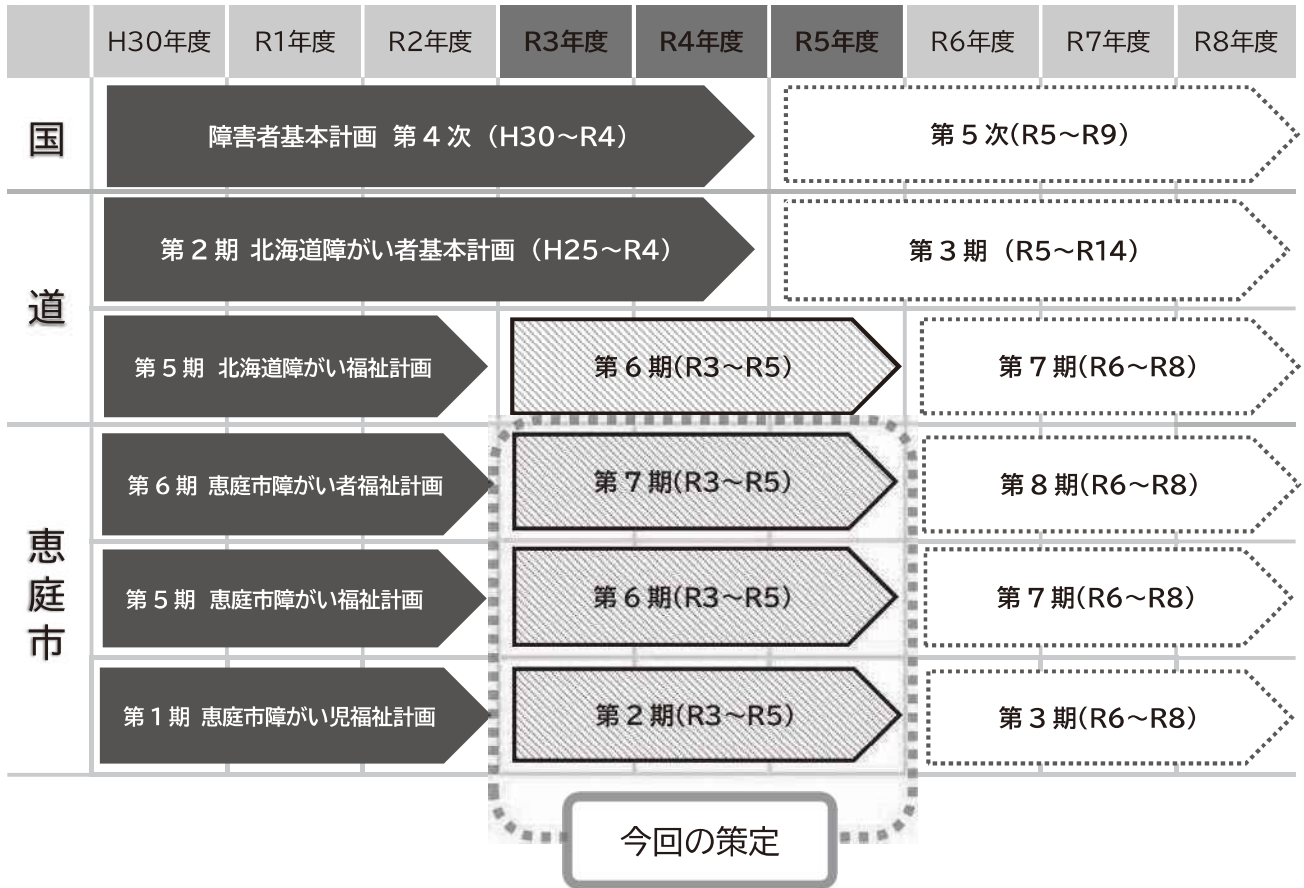 H30年度 R1年度 R2年度 R3年度 R4年度 R5年度 R6年度 R7年度 R8年度
国
障害者基本計画 第4次（H30～R4）
第5次(R5～R9)
道
第2期 北海道障がい者基本計画（H25～R4）
第3期（R5～R14）
第5期 北海道障がい福祉計画
第6期(R3～R5)
第7期(R6～R8)
恵庭市
第6期 恵庭市障がい者福祉計画
第7期(R3～R5)
第8期(R6～R8)
第5期 恵庭市障がい福祉計画
第6期(R3～R5)
第7期(R6～R8)
第1期 恵庭市障がい児福祉計画
第2期(R3～R5)
第3期(R6～R8)
今回の策定